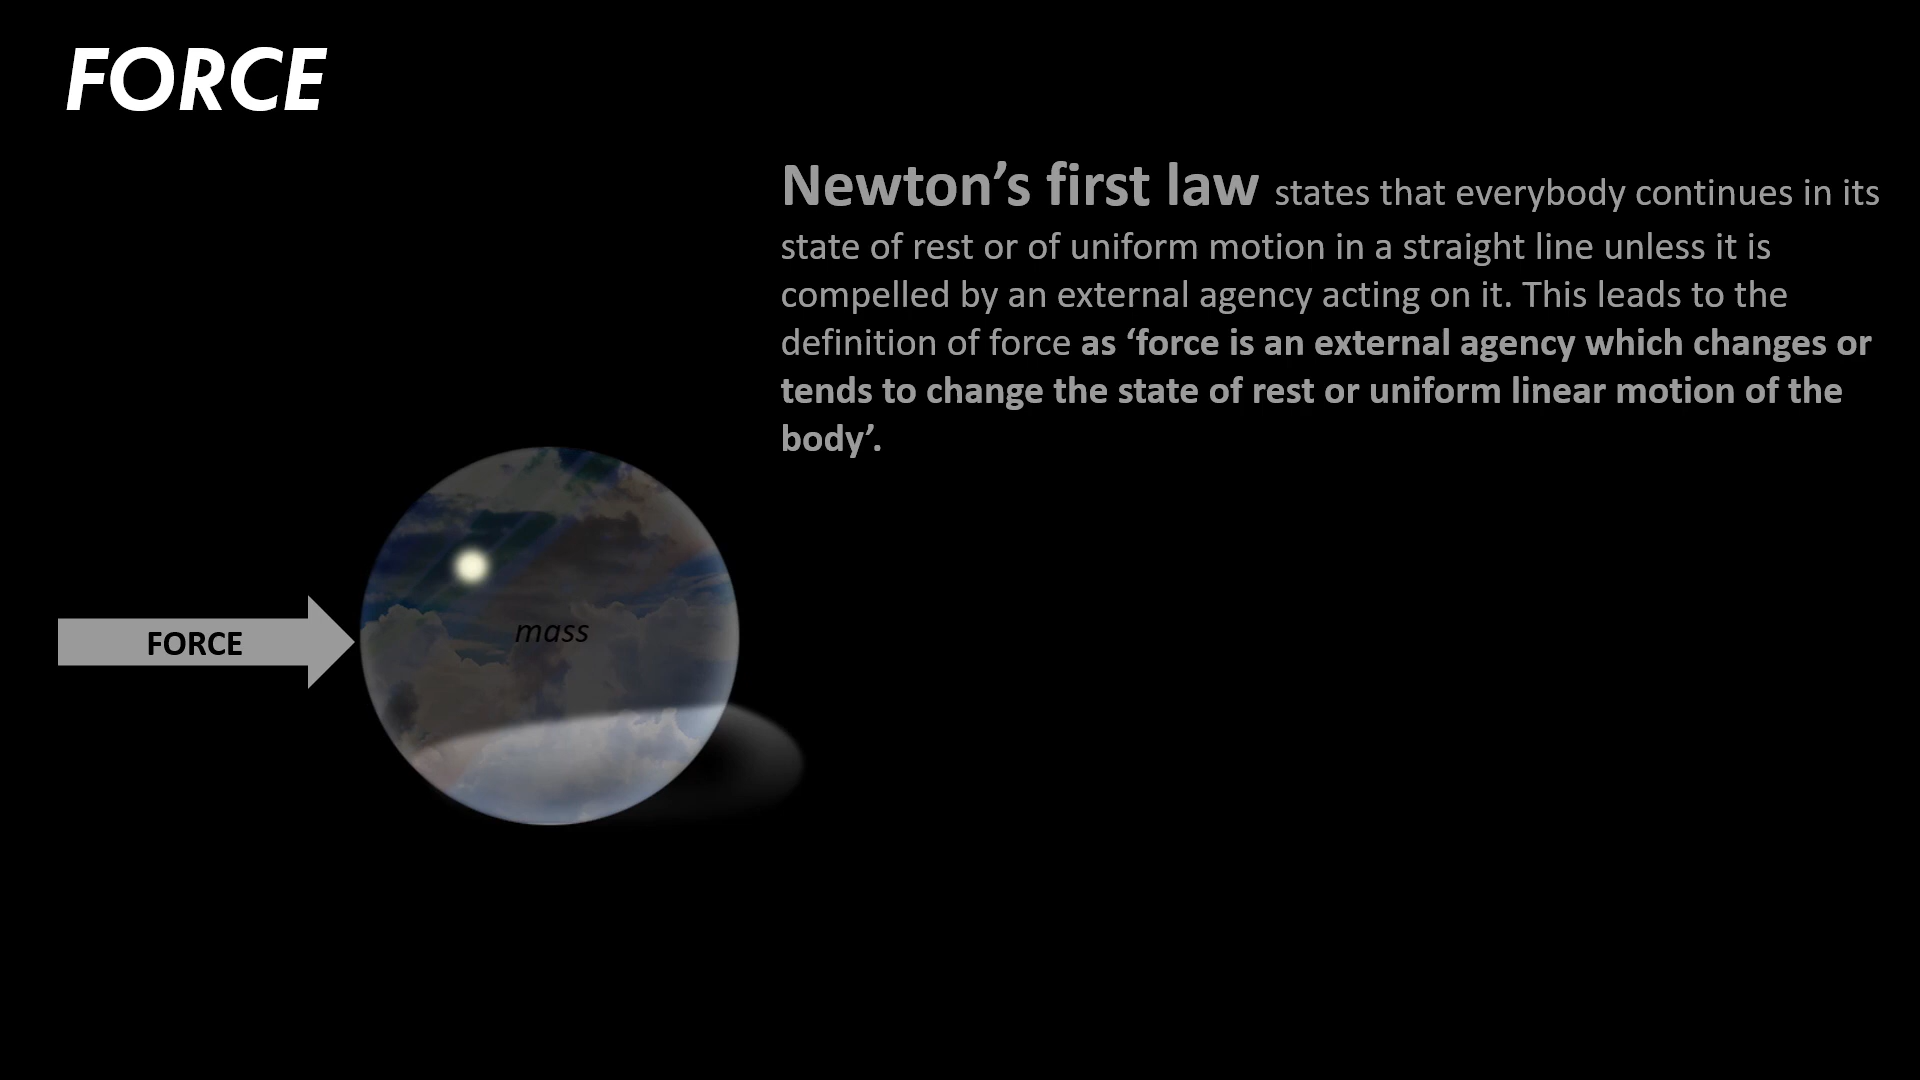 FORCE
Newton’s first law states that everybody continues in its
state of rest or of uniform motion in a straight line unless it is
compelled by an external agency acting on it. This leads to the
definition of force as ‘force is an external agency which changes or
tends to change the state of rest or uniform linear motion of the
body’.
mass
FORCE